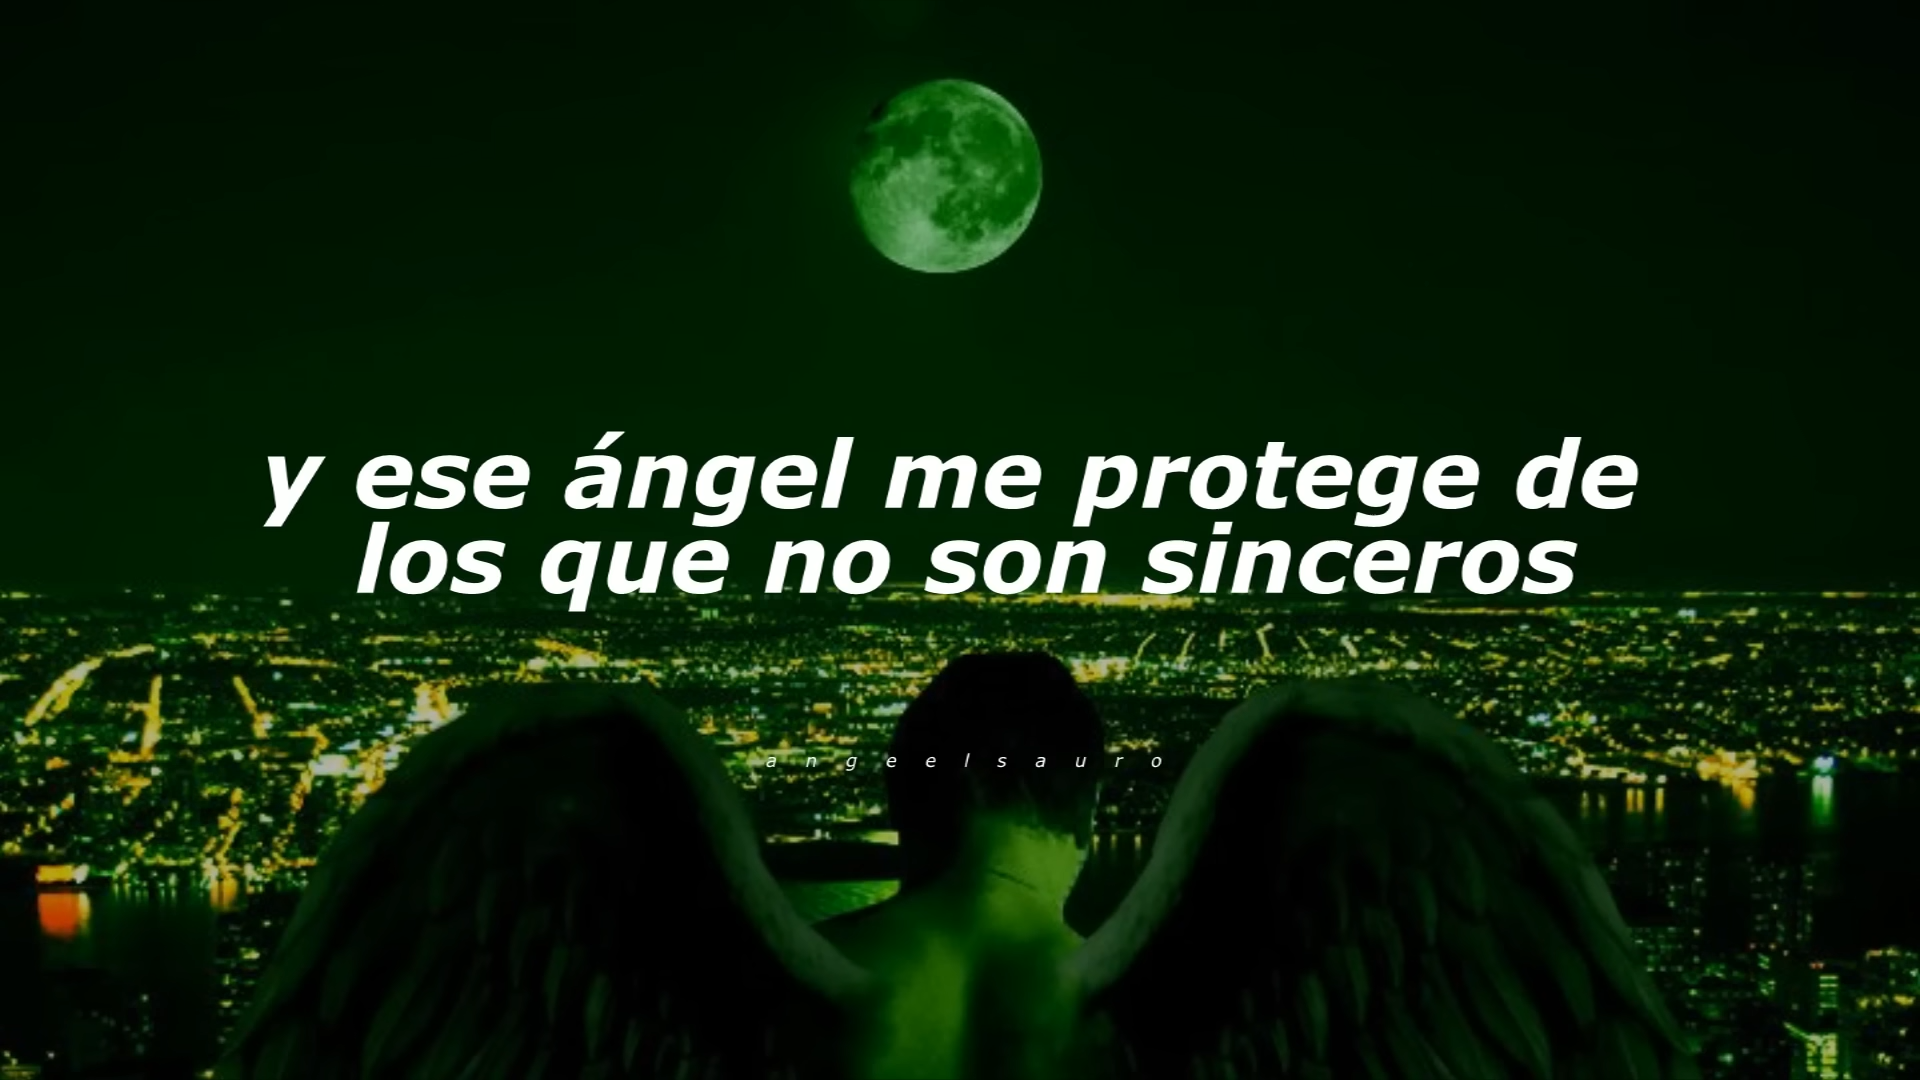 y ese ángel me protege de
los que no son sinceros
a n g e e l s a u r o